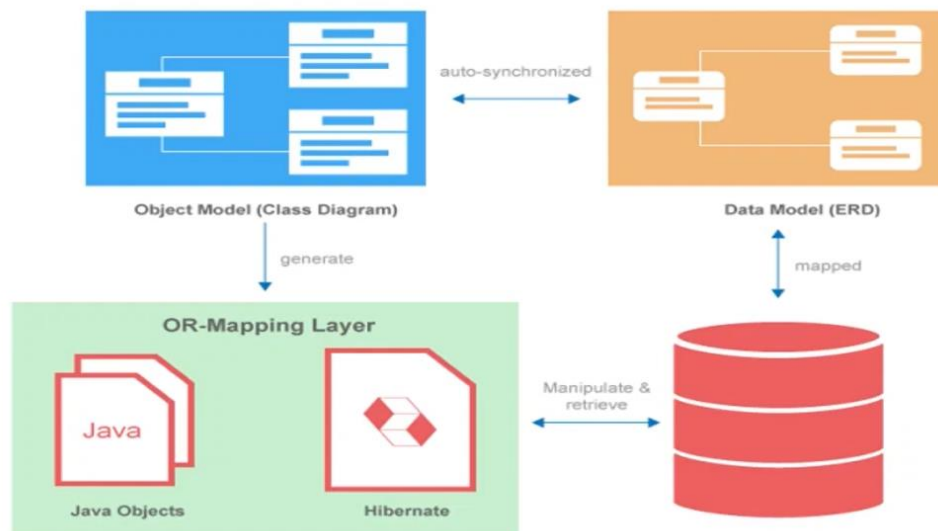 auto-synchronized
Object Model (Class Diagram)
Data Model (ERD)
generate
mapped
OR-Mapping Layer
Java
Manipulate &
retrieve
Java Objects
Hibernate